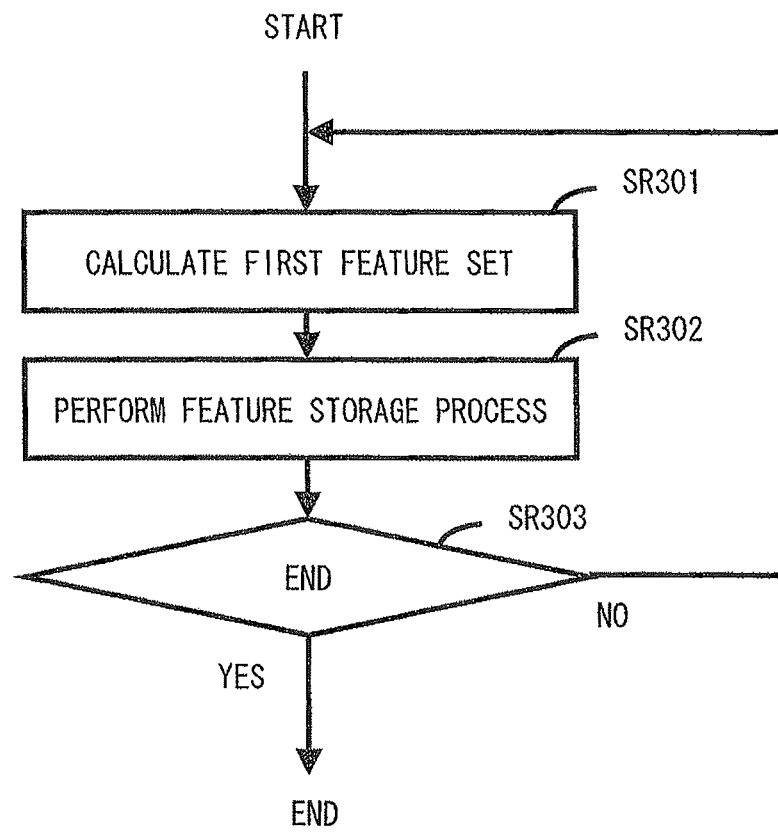 START
SR301
CALCULATE FIRST FEATURE SET
SR302
PERFORM FEATURE STORAGE PROCESS
SR303
END
NO
YES
END